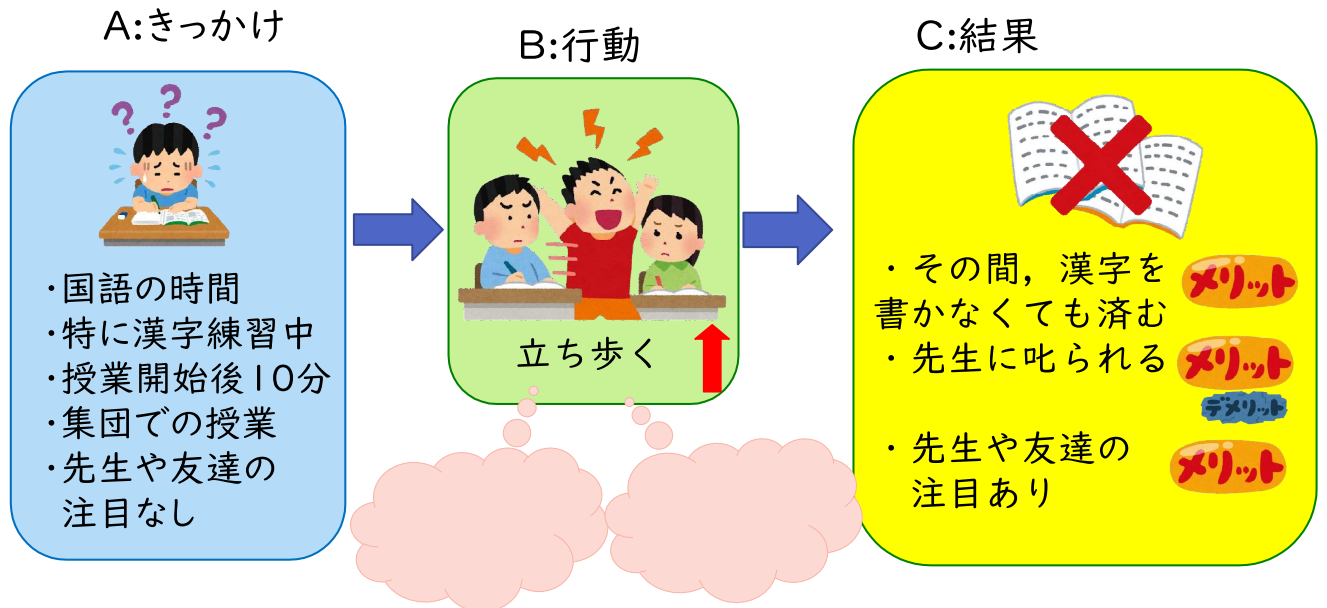 A:きっかけ
・国語の時間
・特に漢字練習中
・授業開始後10分
・集団での授業
・先生や友達の
注目なし
B:行動
立ち歩く
C:結果
・その間，漢字を
書かなくても済む
メリット
・先生に叱られる
メリット
デメリット
・先生や友達の
注目あり
メリット